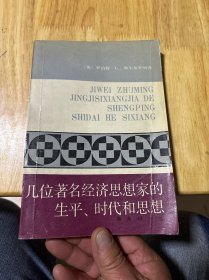 JIWEI ZHUMING
JINGJISIXIANGJIA DE
SHENGPING
SHIDAI HE SIXIANG
几位著名经济思想家的
生平、时代和思想